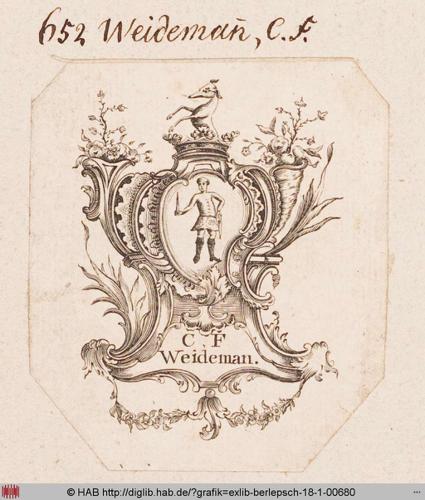 652 Weidemañ, C. F.
C. F
Weideman.
© HAB http://diglib.hab.de/?grafik=exlib-berlepsch-18-1-00680